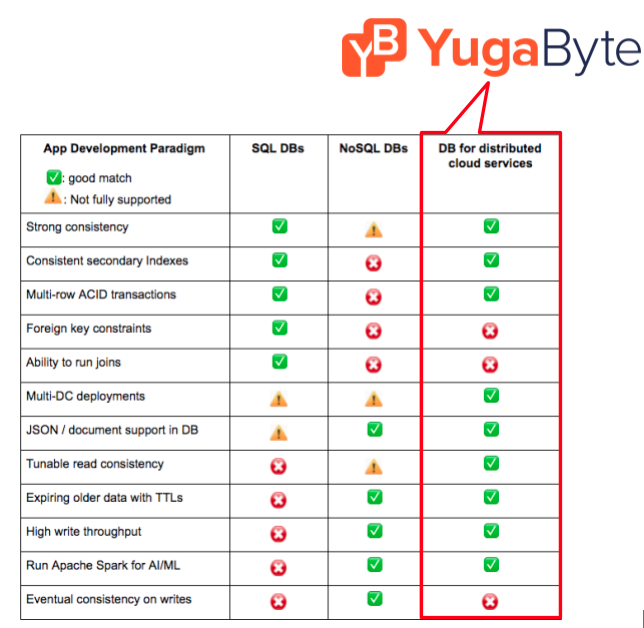 YB YugaByte
App Development Paradigm SQL DBs NoSQL DBs DB for distributed
cloud services
: good match
: Not fully supported
Strong consistency
Consistent secondary Indexes
Multi-row ACID transactions
Foreign key constraints
Ability to run joins
Multi-DC deployments
JSON / document support in DB
Tunable read consistency
Expiring older data with TTLs
High write throughput
Run Apache Spark for AI/ML
Eventual consistency on writes